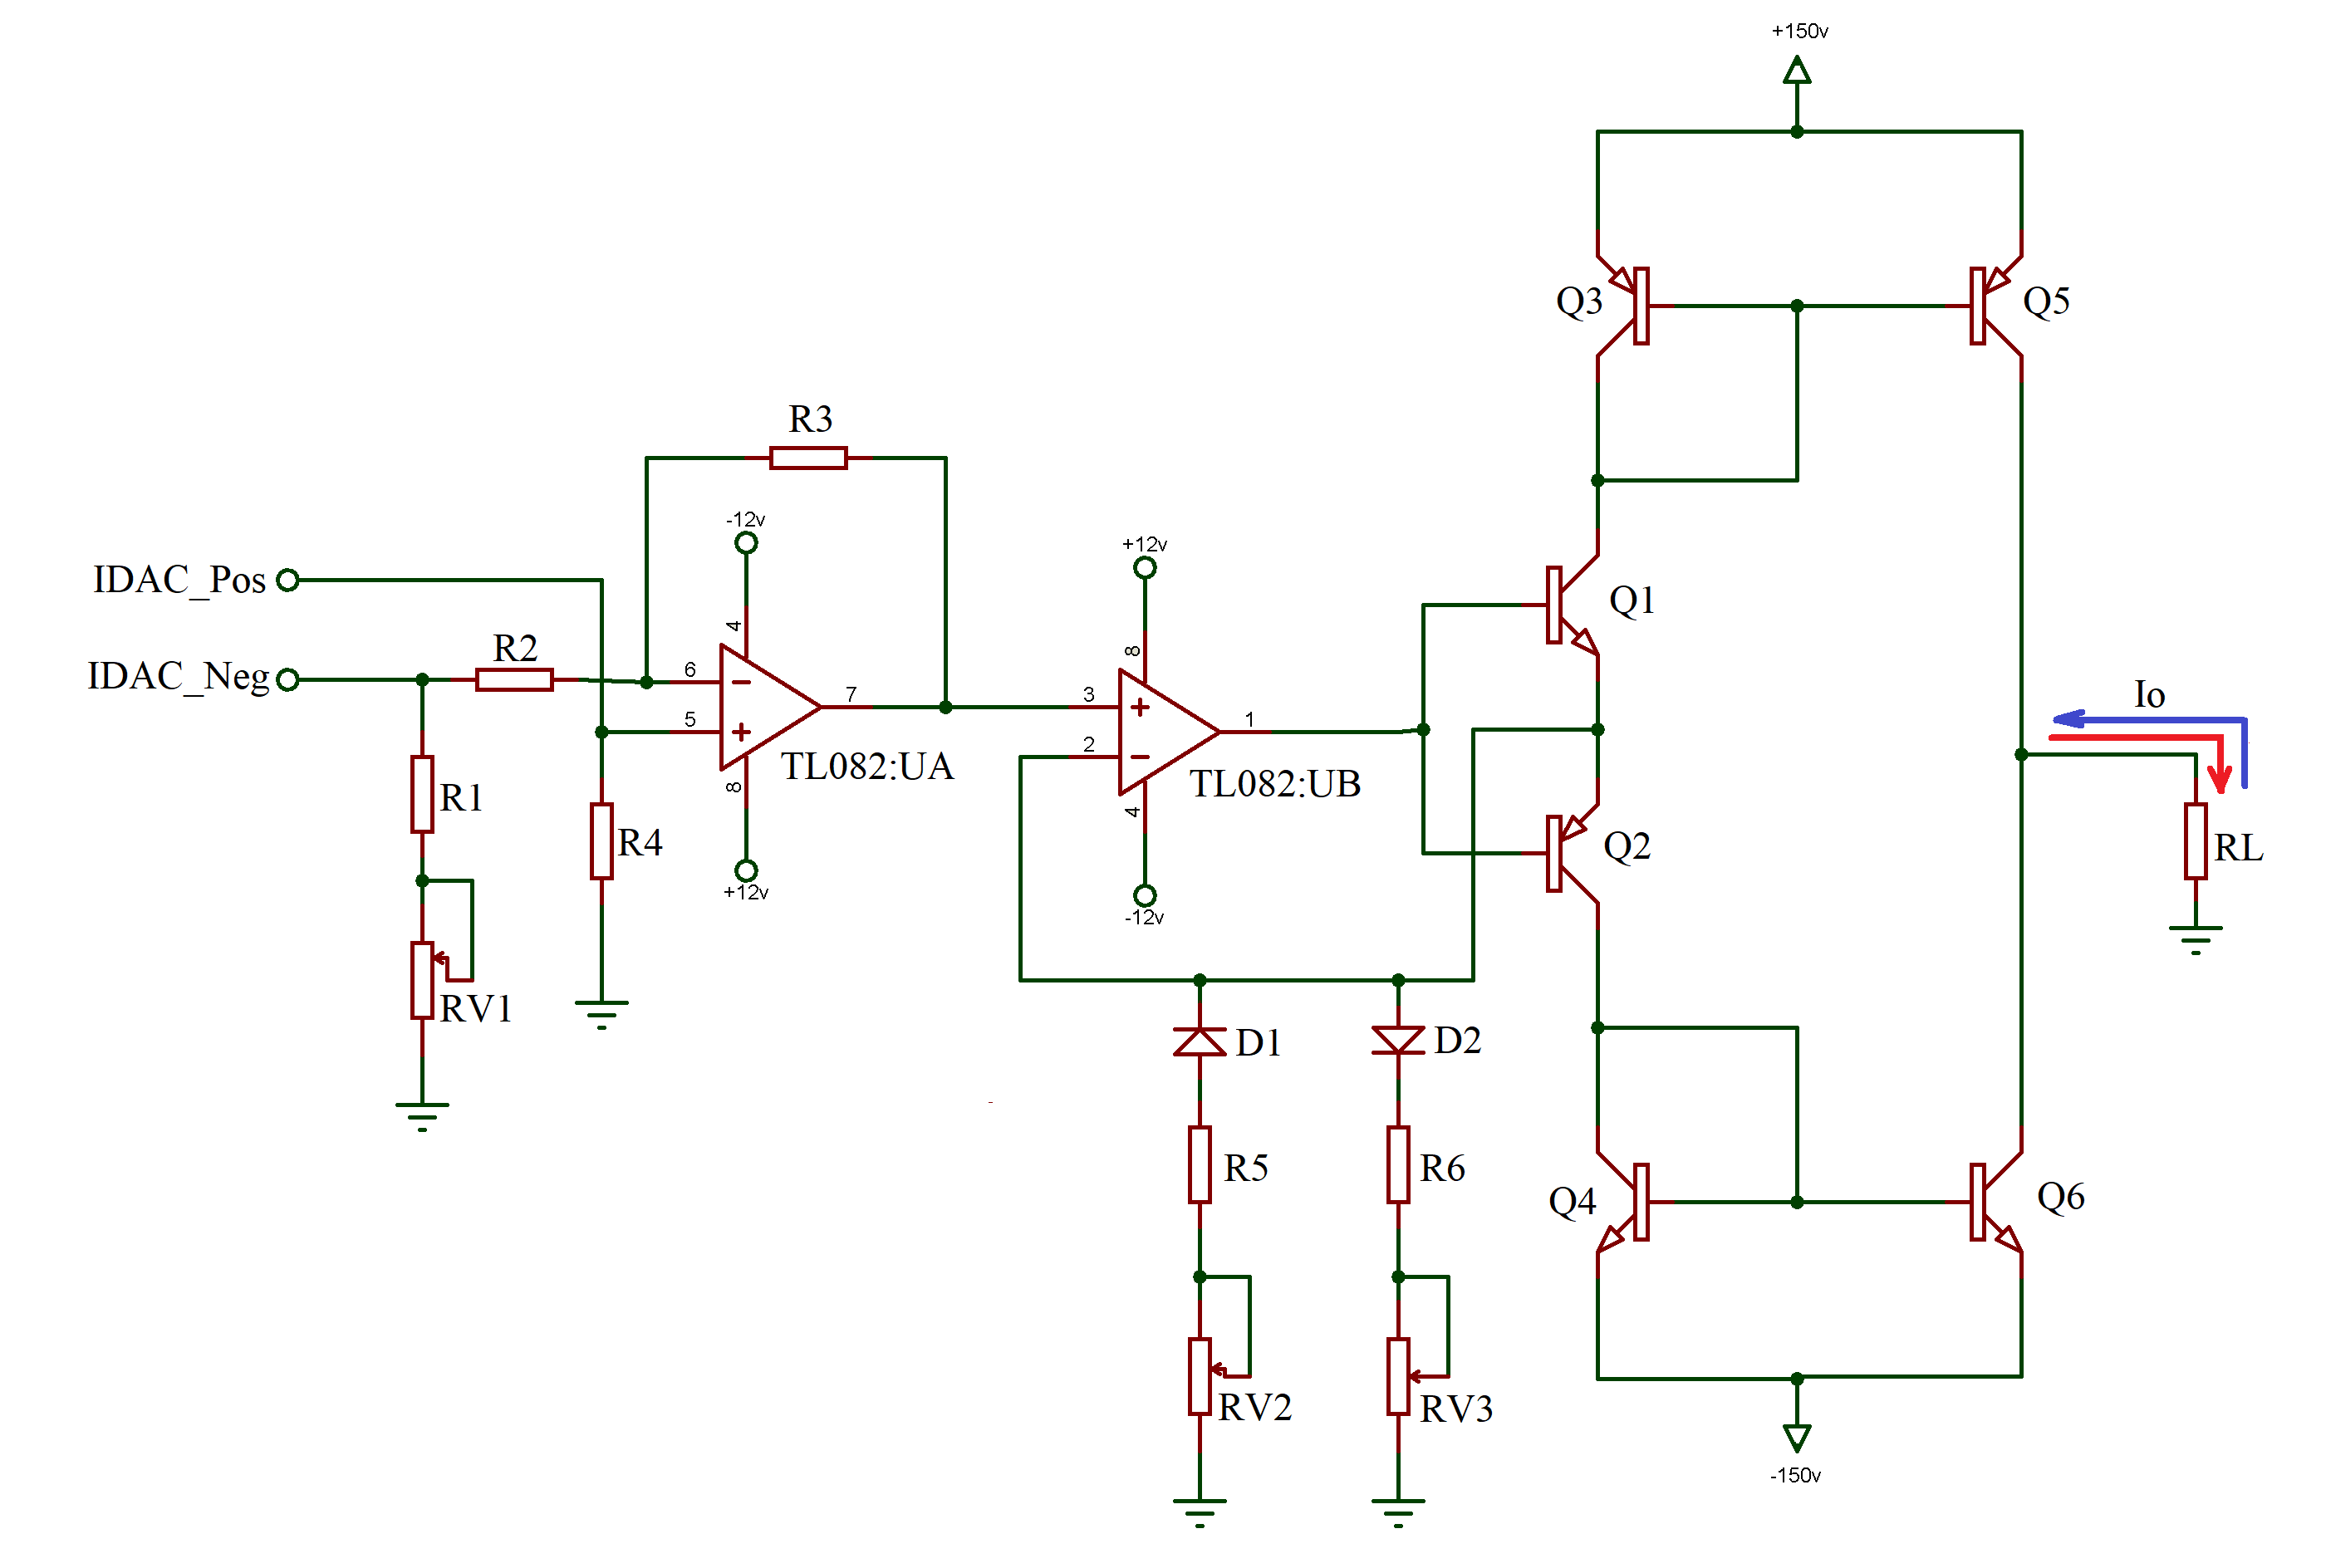 +150v
Q3
Q5
R3
-12v
+12v
IDAC_Pos
Q1
4
8
R2
6
IDAC_Neg
7
3
Io
5
1
2
TL082:UA
TL082:UB
R1
8
4
R4
Q2
RL
+12v
-12v
RV1
D1
D2
R5
R6
Q4
Q6
RV2
RV3
-150v